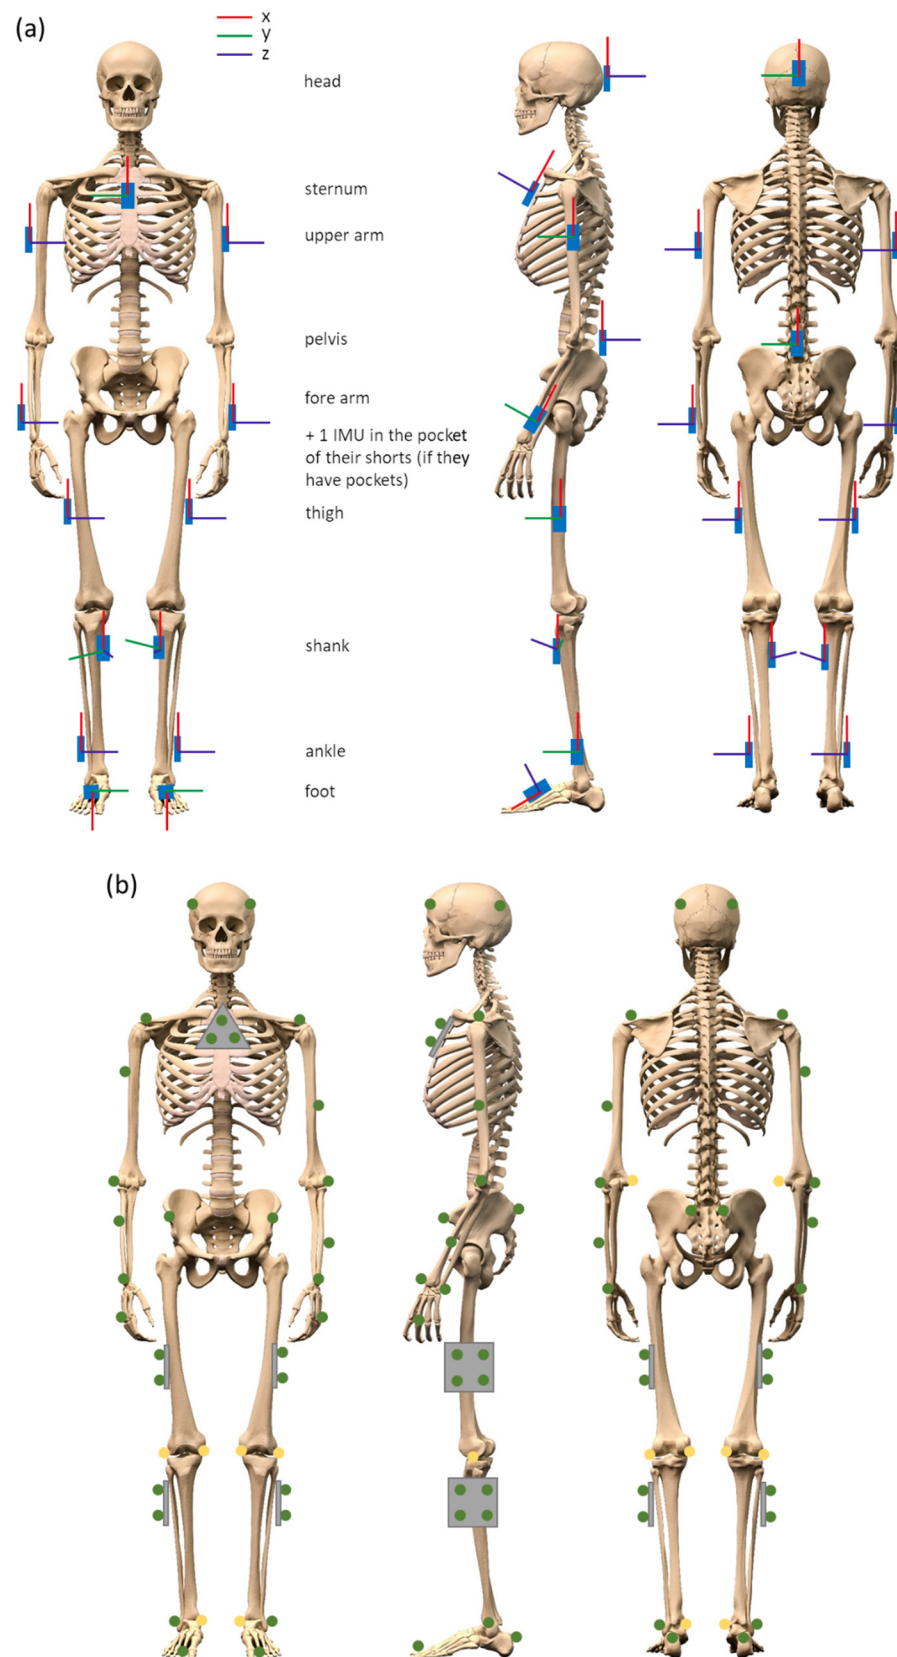 (a)
x
y
z
head
sternum
upper arm
pelvis
fore arm
+ 1 IMU in the pocket
of their shorts (if they
have pockets)
thigh
shank
ankle
foot
(b)